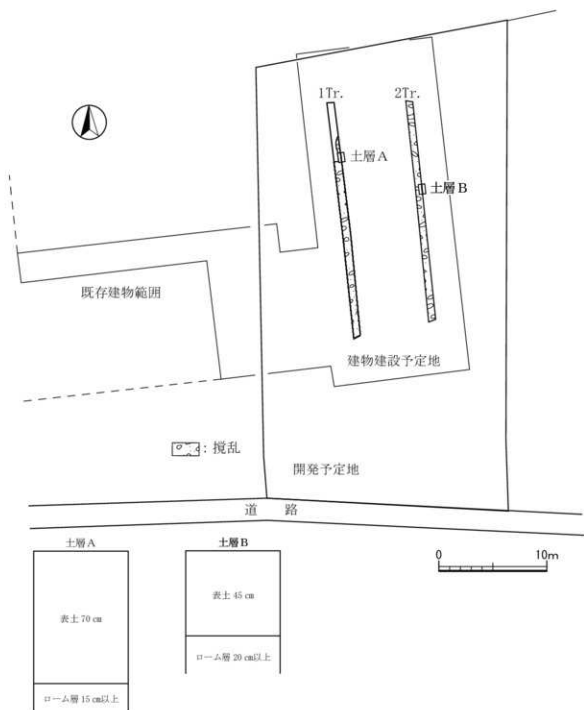 1Tr.
2Tr.
土層A
土層B
既存建物範囲
建物建設予定地
：攪乱
開発予定地
道 路
土層A
土層B
0 10m
表土 70 ㎝
表土 45 ㎝
ローム層 20 ㎝以上
ローム層 15 ㎝以上